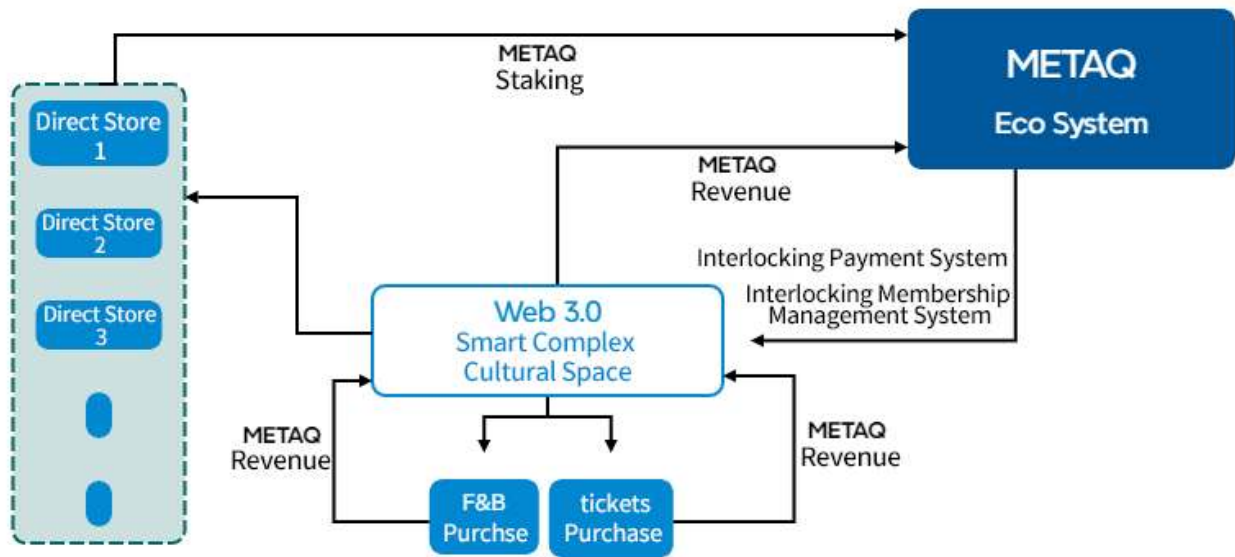 METAQ
Staking
METAQ
Eco System
Direct Store
1
Direct Store
2
Direct Store
3
METAQ
Revenue
Interlocking Payment System
Interlocking Membership
Management System
Web 3.0
Smart Complex
Cultural Space
METAQ
Revenue
METAQ
Revenue
F&B
Purchse
tickets
Purchase